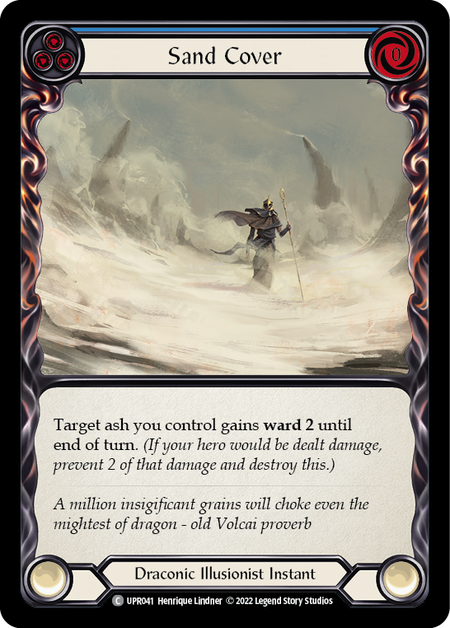 Sand Cover
0
Target ash you control gains ward 2 until
end of turn. (If your hero would be dealt damage,
prevent 2 of that damage and destroy this.)
A million insigificant grains will choke even the
mightest of dragon - old Volcai proverb
Draconic Illusionist Instant
C UPR041 Henrique Lindner © 2022 Legend Story Studios